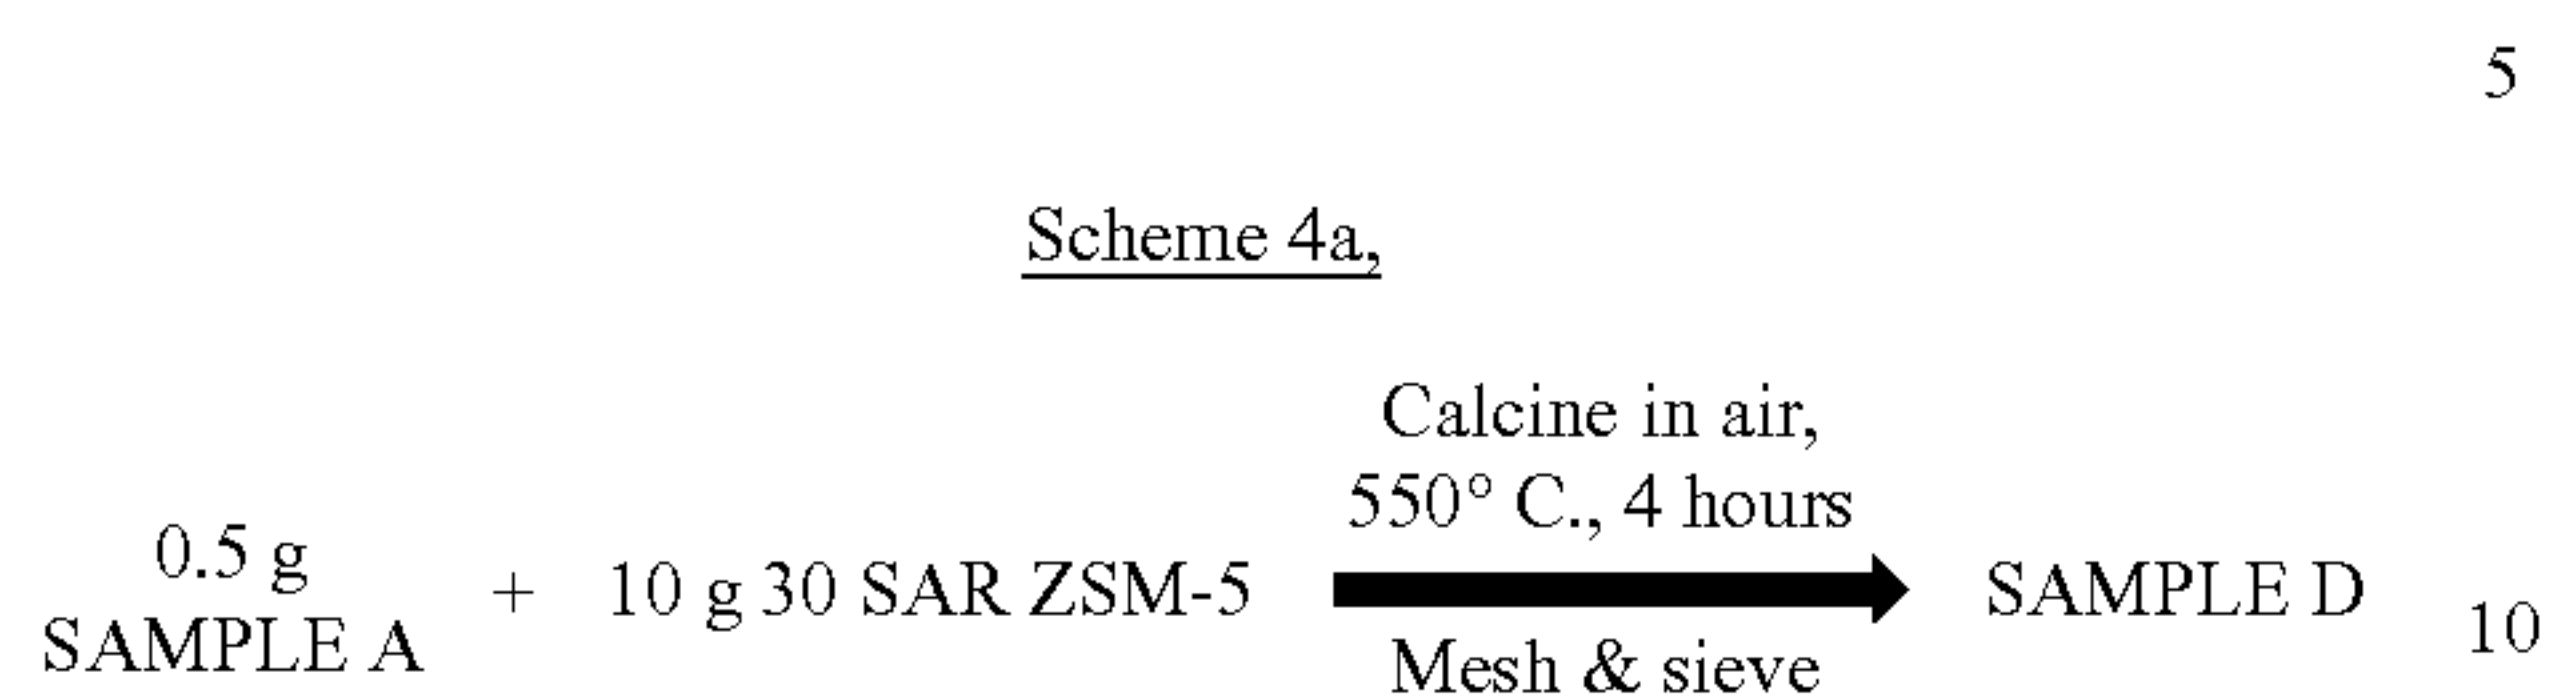 5
Scheme 4a,
Calcine in air,
550° C., 4 hours
0.5 g
SAMPLE A + 10 g 30 SAR ZSM-5 SAMPLE D 10
Mesh & sieve